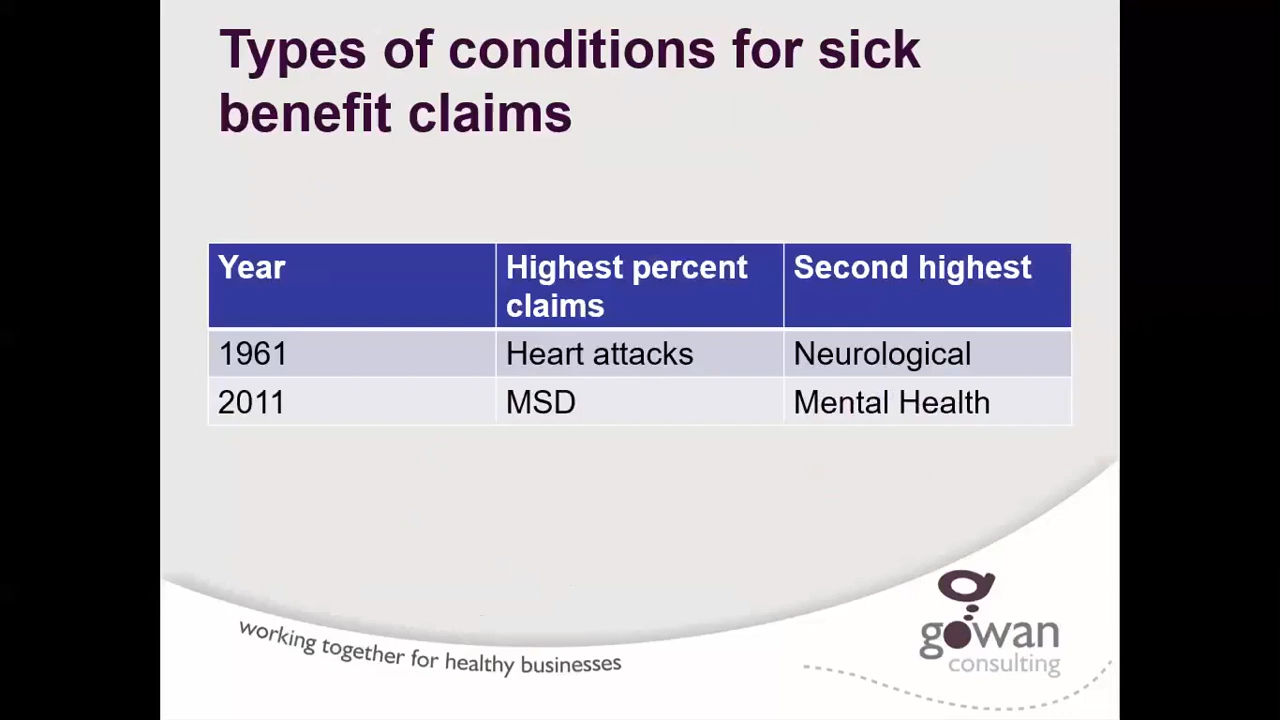 Types of conditions for sick
benefit claims
Year
Highest percent
claims
Second highest
1961
Heart attacks
Neurological
2011
MSD
Mental Health
working together for healthy businesses
gowan
consulting